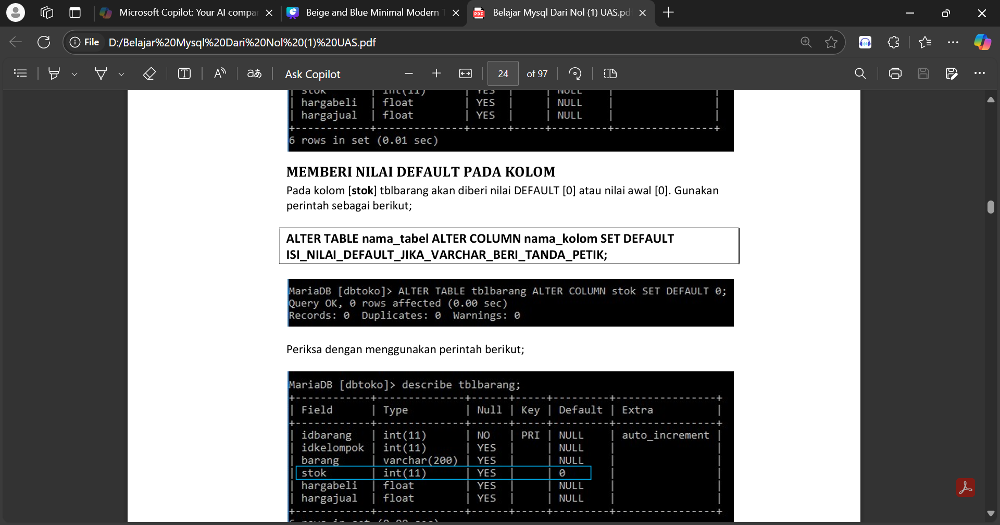 Microsoft Copilot: Your AI compa
Beige and Blue Minimal Modern
Belajar Mysql Dari Nol (1) UAS.pd
File D:/Belajar%20Mysql%20Dari%20Nol%20(1)%20UAS.pdf
Ask Copilot
24 of 97
| stok | int(11) | YES | | NULL | |
| hargabeli | float | YES | | NULL | |
| hargajual | float | YES | | NULL | |
+------------+--------------+------+-----+---------+----------------+
6 rows in set (0.01 sec)
MEMBERI NILAI DEFAULT PADA KOLOM
Pada kolom [stok] tblbarang akan diberi nilai DEFAULT [0] atau nilai awal [0]. Gunakan
perintah sebagai berikut;
ALTER TABLE nama_tabel ALTER COLUMN nama_kolom SET DEFAULT
ISI_NILAI_DEFAULT_JIKA_VARCHAR_BERI_TANDA_PETIK;
MariaDB [dbtoko]> ALTER TABLE tblbarang ALTER COLUMN stok SET DEFAULT 0;
Query OK, 0 rows affected (0.00 sec)
Records: 0 Duplicates: 0 Warnings: 0
Periksa dengan menggunakan perintah berikut;
MariaDB [dbtoko]> describe tblbarang;
+------------+--------------+------+-----+---------+----------------+
| Field | Type | Null | Key | Default | Extra |
+------------+--------------+------+-----+---------+----------------+
| idbarang | int(11) | NO | PRI | NULL | auto_increment |
| idkelompok | int(11) | YES | | NULL | |
| barang | varchar(200) | YES | | NULL | |
| stok | int(11) | YES | | 0 | |
| hargabeli | float | YES | | NULL | |
| hargajual | float | YES | | NULL | |
+------------+--------------+------+-----+---------+----------------+